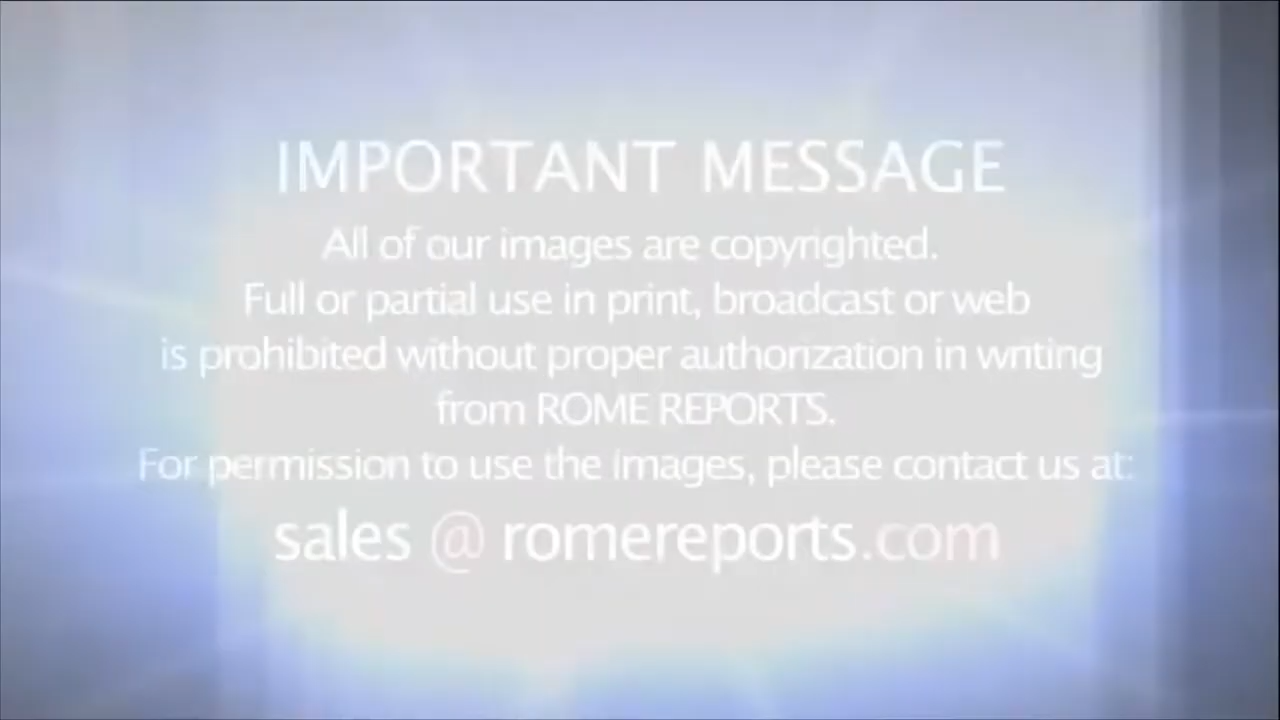 IMPORTANT MESSAGE
All of our images are copyrighted.
Full or partial use in print, broadcast or web
is prohibited without proper authorization in writing
from ROME REPORTS.
For permission to use the Images, please contact us at:
sales @ romereports.com